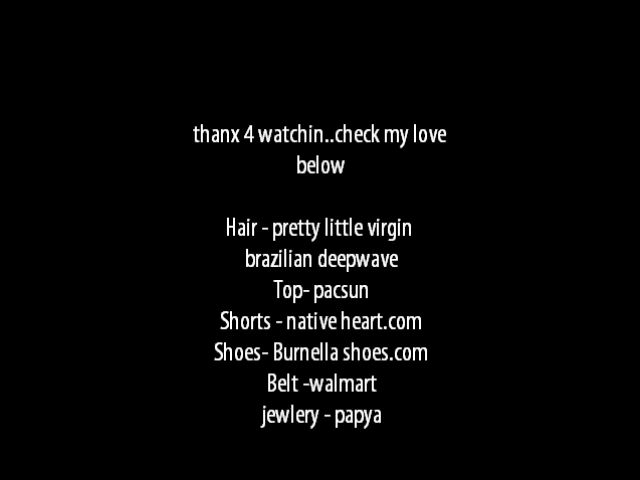 thanx 4 watchin..check my love
below
Hair - pretty little virgin
brazilian deepwave
Top- pacsun
Shorts - native heart.com
Shoes- Burnella shoes.com
Belt -walmart
jewlery - papya